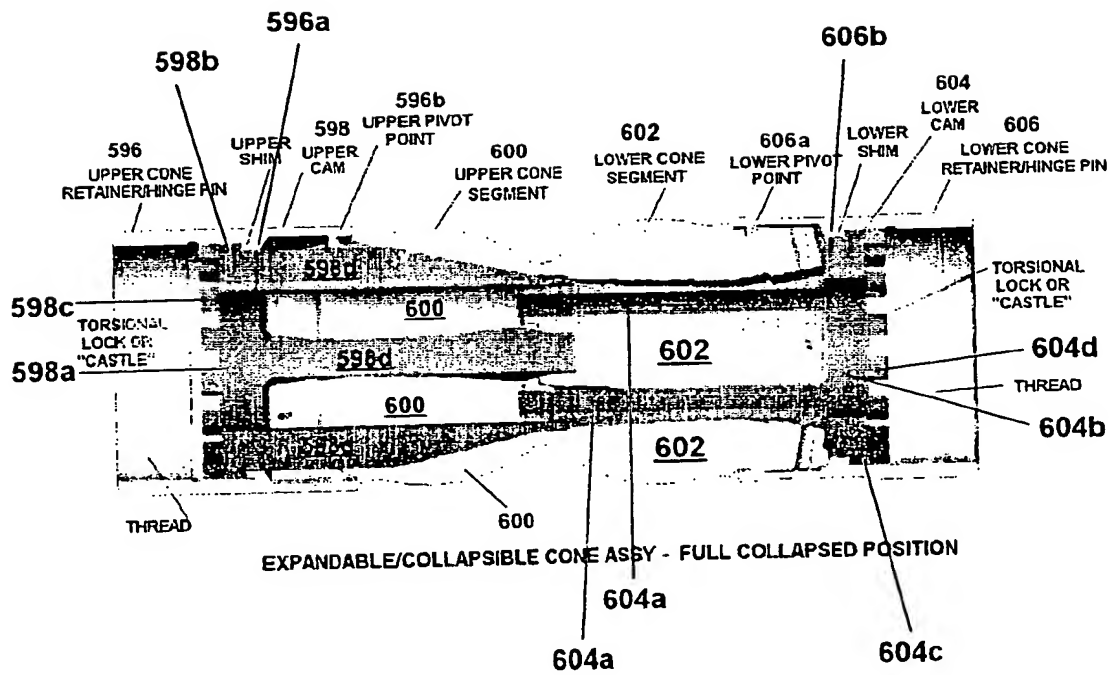 596a
606b
598b
604
LOWER
CAM
596b
UPPER PIVOT
POINT
598
UPPER
CAM
UPPER
SHIM
596
UPPER CONE
RETAINER/HINGE PIN
600
UPPER CONE
SEGMENT
602
LOWER CONE
SEGMENT
606a
LOWER PIVOT
POINT
LOWER
SHIM
606
LOWER CONE
RETAINER/HINGE PIN
598d
TORSIONAL
LOCK OR
"CASTLE"
598c
600
TORSIONAL
LOCK OR
"CASTLE"
598d
602
604d
598a
THREAD
600
604b
598d
602
THREAD
600
EXPANDABLE/COLLAPSIBLE CONE ASSY - FULL COLLAPSED POSITION
604a
604a
604c